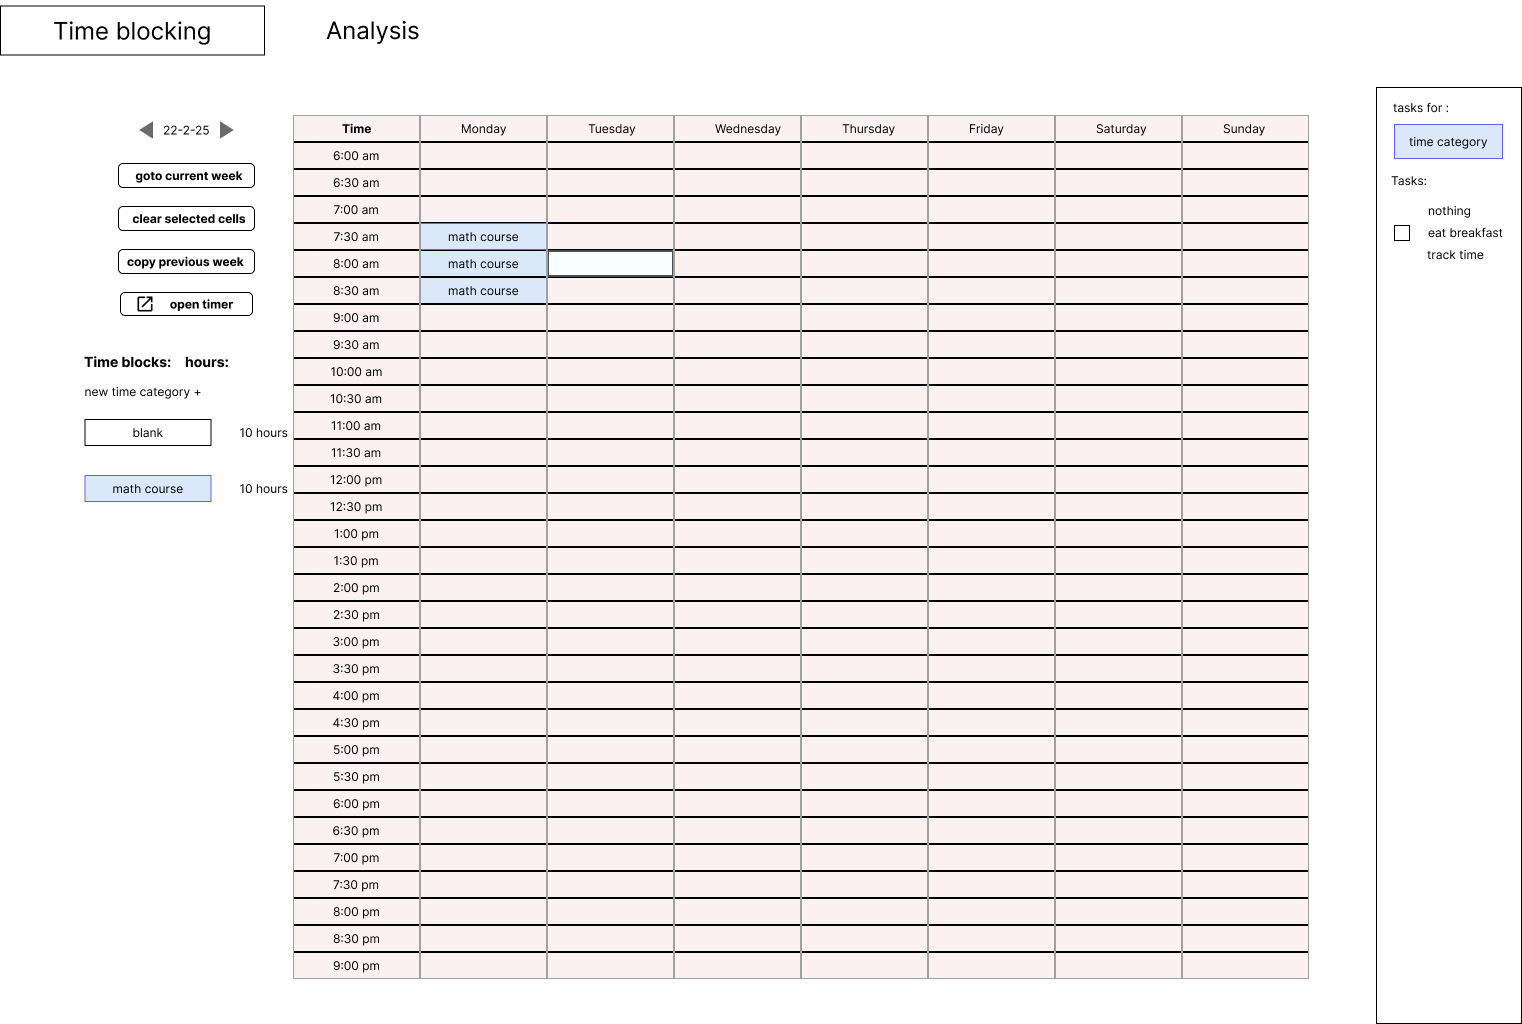 Time blocking
Analysis
22-2-25
goto current week
clear selected cells
copy previous week
open timer
Time blocks: hours:
new time category +
blank 10 hours
math course 10 hours
Time Monday Tuesday Wednesday Thursday Friday Saturday Sunday
6:00 am
6:30 am
7:00 am
7:30 am math course
8:00 am math course
8:30 am math course
9:00 am
9:30 am
10:00 am
10:30 am
11:00 am
11:30 am
12:00 pm
12:30 pm
1:00 pm
1:30 pm
2:00 pm
2:30 pm
3:00 pm
3:30 pm
4:00 pm
4:30 pm
5:00 pm
5:30 pm
6:00 pm
6:30 pm
7:00 pm
7:30 pm
8:00 pm
8:30 pm
9:00 pm
tasks for :
time category
Tasks:
nothing
eat breakfast
track time